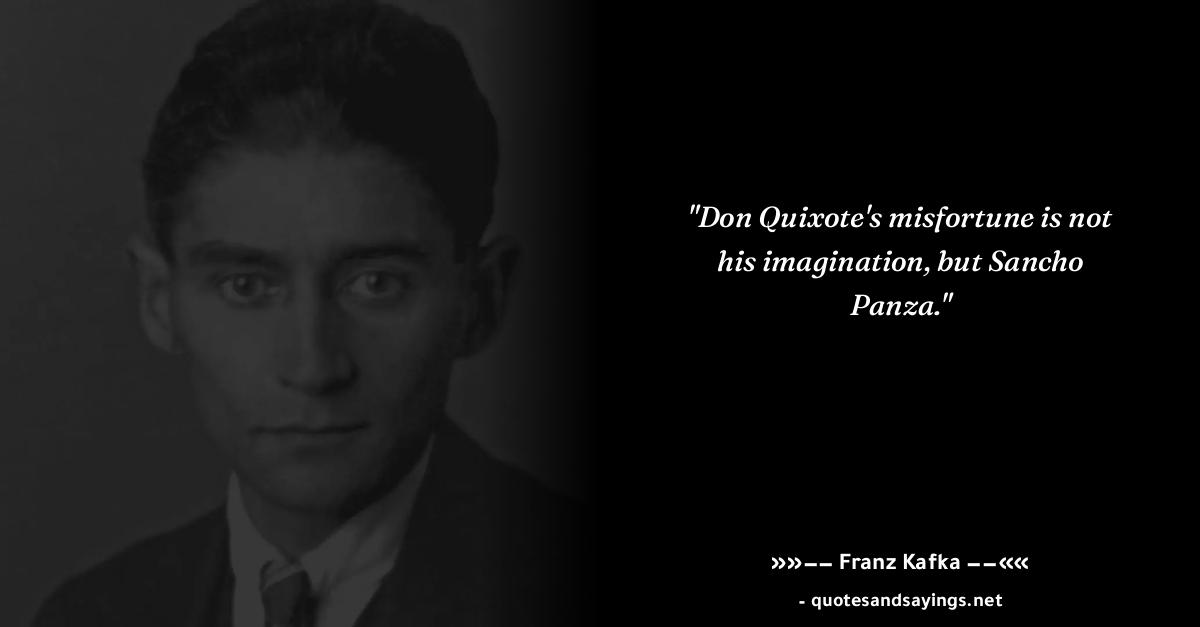 "Don Quixote's misfortune is not
his imagination, but Sancho
Panza."
»»−− Franz Kafka −−««
- quotesandsayings.net